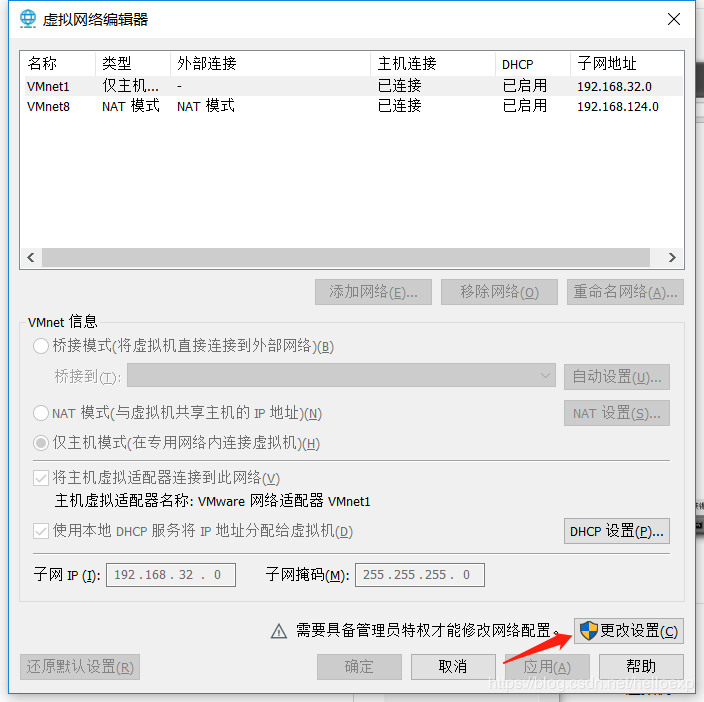 虚拟网络编辑器
名称 类型 外部连接 主机连接 DHCP 子网地址
VMnet1 仅主机... - 已连接 已启用 192.168.32.0
VMnet8 NAT 模式 NAT 模式 已连接 已启用 192.168.124.0
添加网络(E)... 移除网络(O) 重命名网络(A)...
VMnet 信息
桥接模式(将虚拟机直接连接到外部网络)(B)
桥接到(T): 自动设置(U)...
NAT 模式(与虚拟机共享主机的 IP 地址)(N) NAT 设置(S)...
仅主机模式(在专用网络内连接虚拟机)(H)
将主机虚拟适配器连接到此网络(V)
主机虚拟适配器名称: VMware 网络适配器 VMnet1
使用本地 DHCP 服务将 IP 地址分配给虚拟机(D) DHCP 设置(P)...
子网 IP (I): 192 . 168 . 32 . 0 子网掩码(M): 255 . 255 . 255 . 0
需要具备管理员特权才能修改网络配置。 更改设置(C)
还原默认设置(R) 确定 取消 应用(A) 帮助
https://blog.csdn.net/helloexp